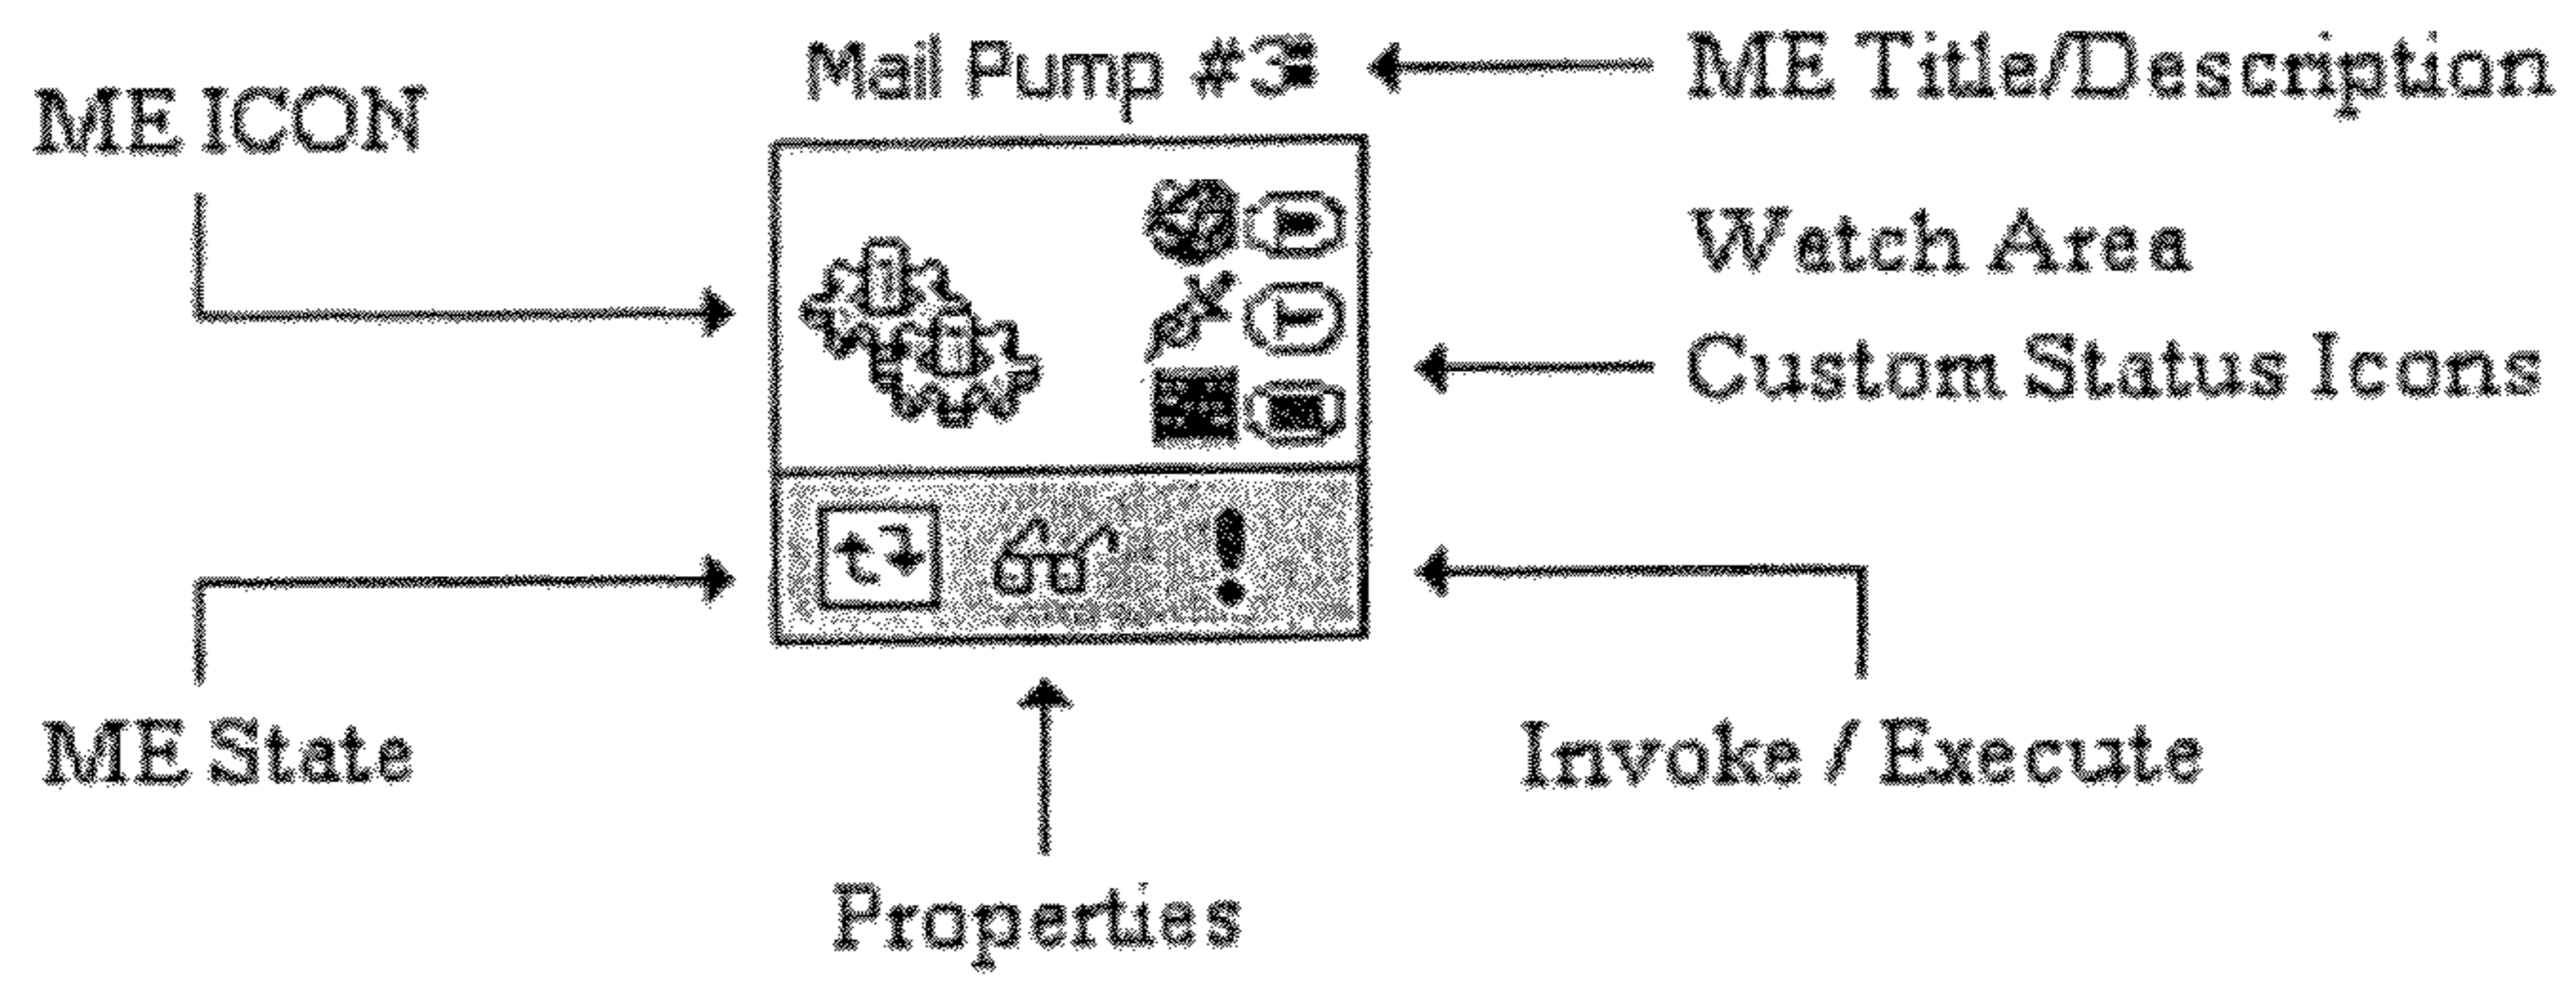 Mail Pump #3
ME Title/Description
ME ICON
Watch Area
Custom Status Icons
ME State
Invoke / Execute
Properties